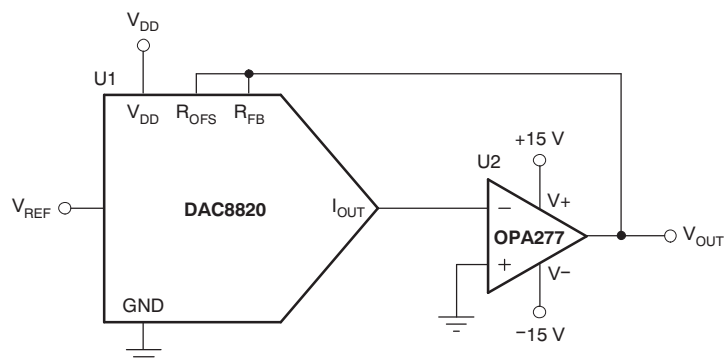 V_DD
U1
V_DD R_OFS R_FB
+15 V
U2
V+
V_REF DAC8820 I_OUT − OPA277 V_OUT
+
V−
GND
−15 V